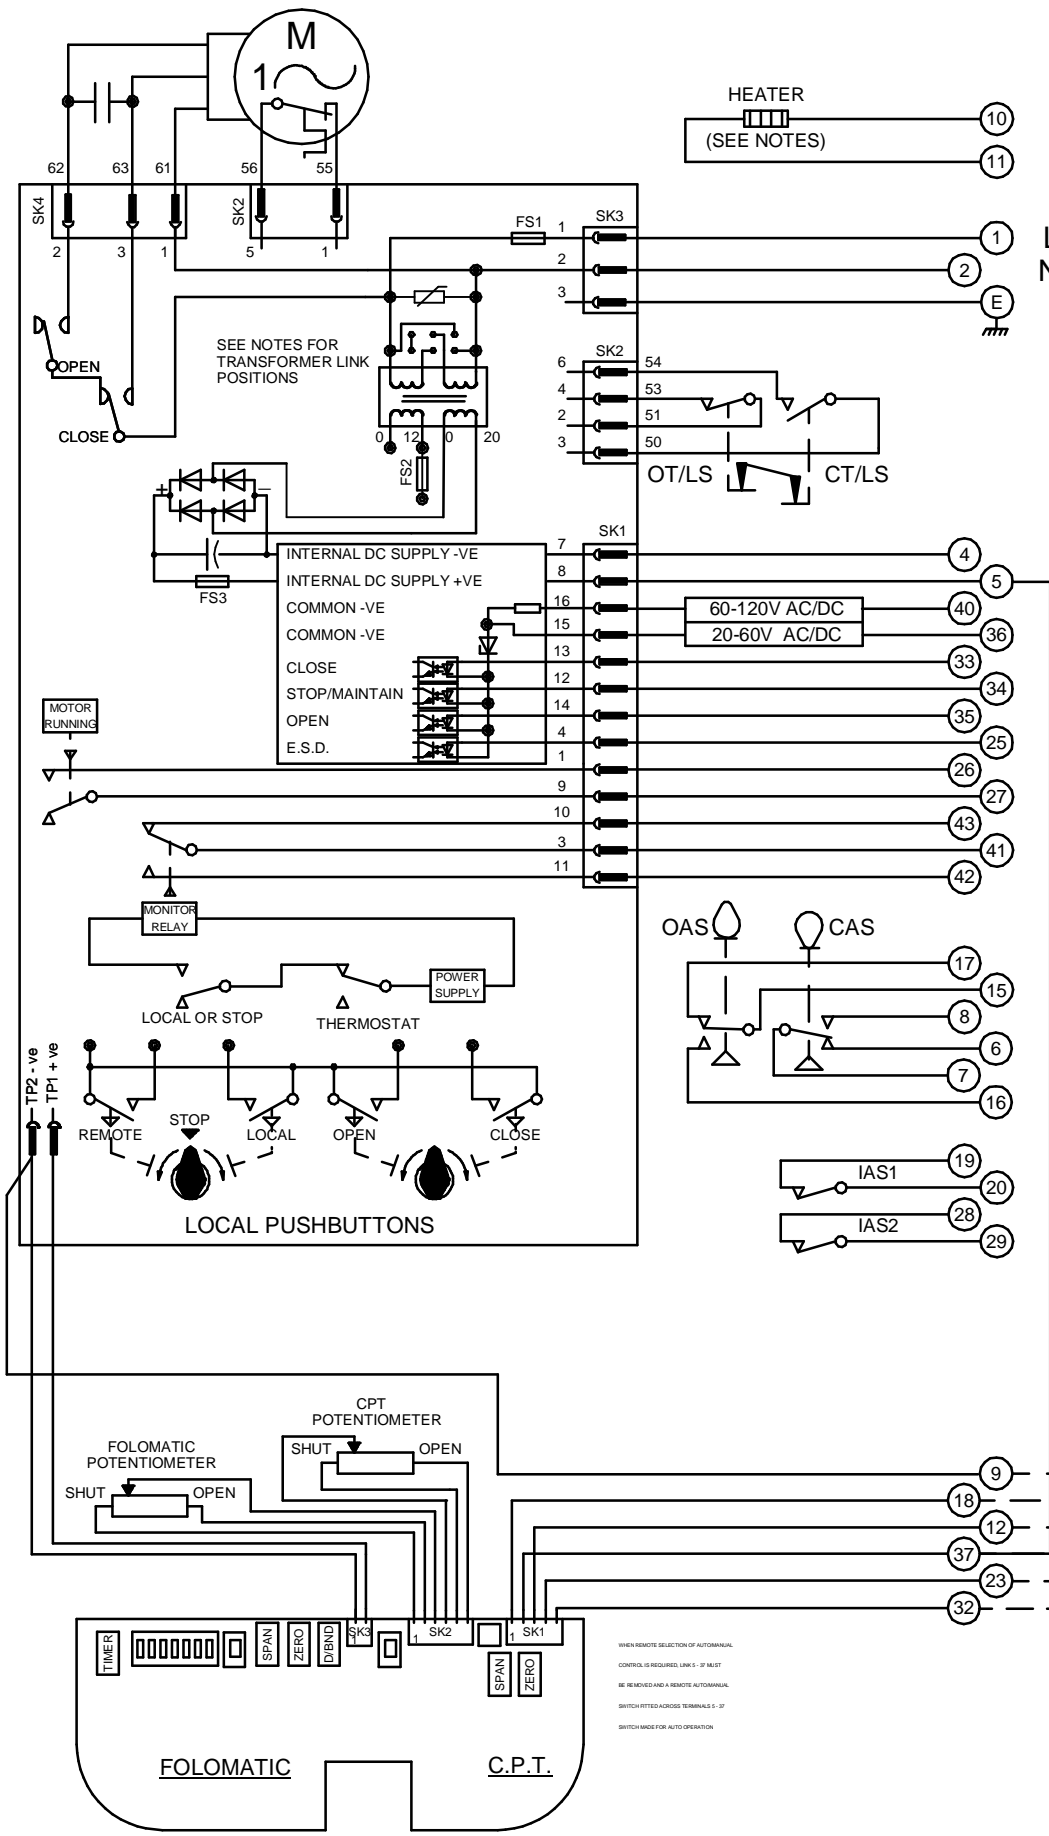 M
1
HEATER
(SEE NOTES)
10
11
62
63
61
56
55
SK4
SK2
2
3
1
5
1
FS1
SK3
1
1
L
2
2
N
3
E
SEE NOTES FOR
TRANSFORMER LINK
POSITIONS
OPEN
CLOSE
0
12
0
20
FS2
SK2
6
54
4
53
2
51
3
50
OT/LS
CT/LS
+
–
FS3
SK1
INTERNAL DC SUPPLY -VE
7
4
INTERNAL DC SUPPLY +VE
8
5
COMMON -VE
16
60-120V AC/DC
40
COMMON -VE
15
20-60V AC/DC
36
CLOSE
13
33
STOP/MAINTAIN
12
34
OPEN
14
35
E.S.D.
4
25
MOTOR
RUNNING
1
26
9
27
10
43
3
41
11
42
MONITOR
RELAY
POWER
SUPPLY
LOCAL OR STOP
THERMOSTAT
OAS
CAS
17
15
8
6
7
16
TP2 - ve
TP1 + ve
REMOTE
STOP
LOCAL
OPEN
CLOSE
LOCAL PUSHBUTTONS
IAS1
19
20
IAS2
28
29
CPT
POTENTIOMETER
SHUT
OPEN
FOLOMATIC
POTENTIOMETER
SHUT
OPEN
9
18
12
37
23
32
TIMER
SPAN
ZERO
D/BND
SK3
1
SK2
1
SK1
1
SPAN
ZERO
WHEN REMOTE SELECTION OF AUTO/MANUAL
CONTROL IS REQUIRED, LINK 5 - 37 MUST
BE REMOVED AND A REMOTE AUTO/MANUAL
SWITCH FITTED ACROSS TERMINALS 5 - 37
SWITCH MADE FOR AUTO OPERATION
FOLOMATIC
C.P.T.